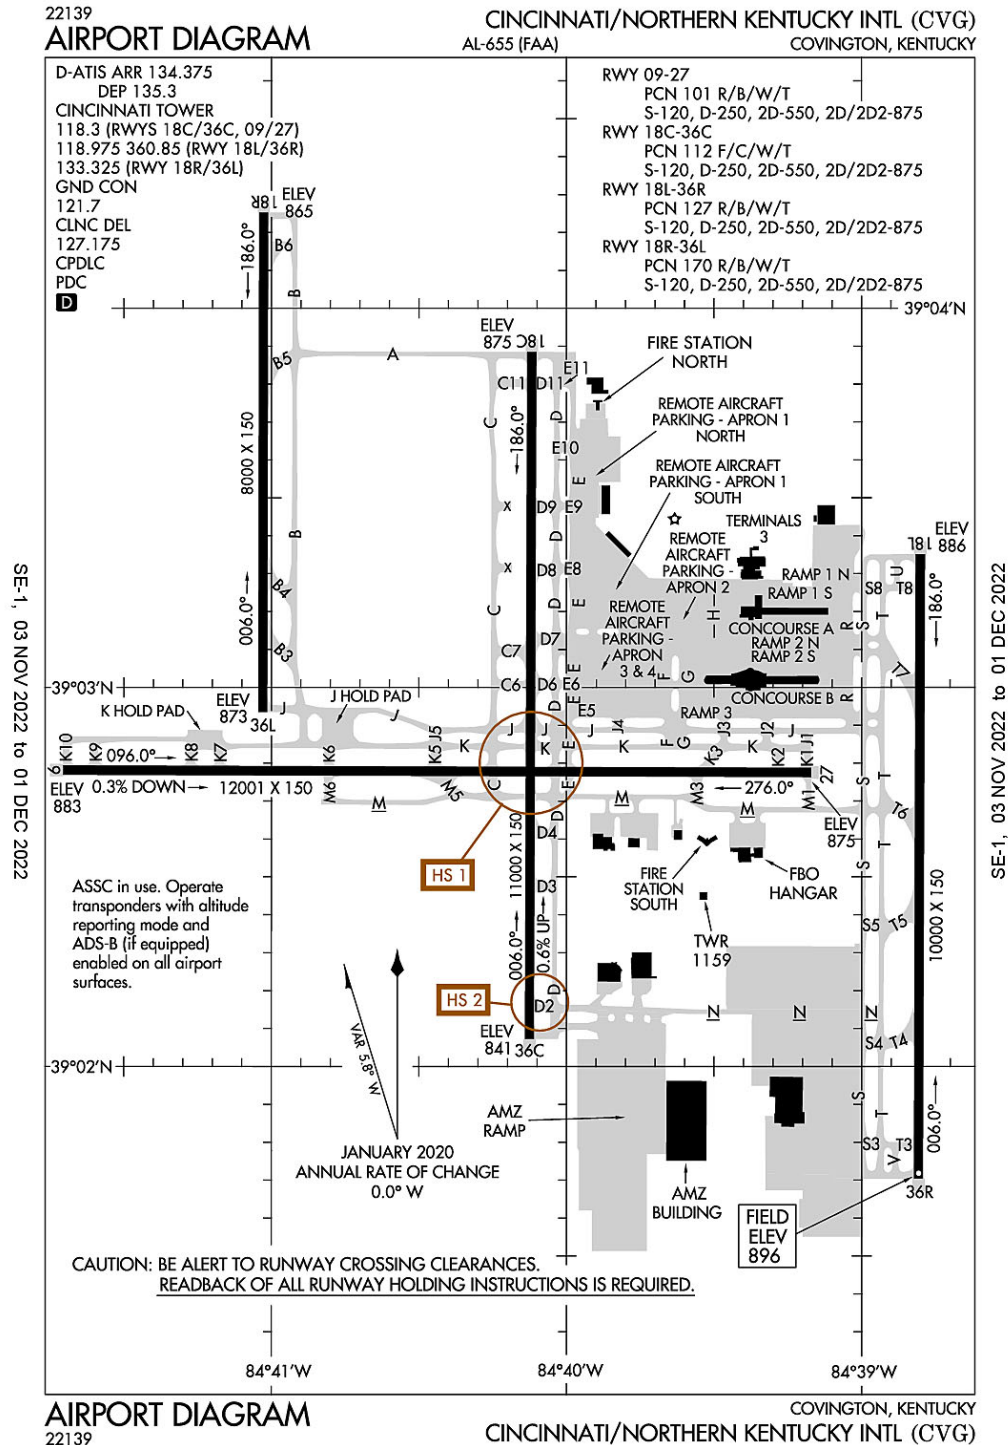 22139
AIRPORT DIAGRAM
AL-655 (FAA)
CINCINNATI/NORTHERN KENTUCKY INTL (CVG)
COVINGTON, KENTUCKY
D-ATIS ARR 134.375
DEP 135.3
CINCINNATI TOWER
118.3 (RWYS 18C/36C, 09/27)
118.975 360.85 (RWY 18L/36R)
133.325 (RWY 18R/36L)
GND CON
121.7
CLNC DEL
127.175
CPDLC
PDC
D
RWY 09-27
PCN 101 R/B/W/T
S-120, D-250, 2D-550, 2D/2D2-875
RWY 18C-36C
PCN 112 F/C/W/T
S-120, D-250, 2D-550, 2D/2D2-875
RWY 18L-36R
PCN 127 R/B/W/T
S-120, D-250, 2D-550, 2D/2D2-875
RWY 18R-36L
PCN 170 R/B/W/T
S-120, D-250, 2D-550, 2D/2D2-875
39°04'N
18R
ELEV
865
186.0°
B6
B
B5
A
8000 X 150
B
B4
006.0°
B3
ELEV
873
36L
J
ELEV
875
18C
C11
D11
E11
C
186.0°
D
E10
E
X
D9
E9
D
X
D8
E8
C
D
E
D7
C7
E
C6
D6
E6
D
E
E5
FIRE STATION
NORTH
REMOTE AIRCRAFT
PARKING - APRON 1
NORTH
REMOTE AIRCRAFT
PARKING - APRON 1
SOUTH
TERMINALS
3
REMOTE
AIRCRAFT
PARKING -
APRON 2
RAMP 1 N
RAMP 1 S
H
REMOTE
AIRCRAFT
PARKING -
APRON
3 & 4
CONCOURSE A
RAMP 2 N
RAMP 2 S
F
G
CONCOURSE B
RAMP 3
R
R
S
T
ELEV
886
18L
U
S8
T8
186.0°
T7
39°03'N
K HOLD PAD
J HOLD PAD
J
J5
J
J
J
J4
J3
J2
J
J1
K10
K9
096.0°
K8
K7
K6
K5
K
K
E
K
F
G
K3
K
K2
K1
9
ELEV
883
0.3% DOWN
12001 X 150
M6
M
M5
C
E
M
M3
M
276.0°
M1
27
ELEV
875
S
T
T6
HS 1
D
D4
11000 X 150
D3
006.0°
0.6% UP
D
HS 2
D2
ELEV
841
36C
FIRE
STATION
SOUTH
FBO
HANGAR
TWR
1159
S
T
S5
T5
10000 X 150
N
N
N
S4
T4
S
T
006.0°
S3
T3
V
36R
ASSC in use. Operate
transponders with altitude
reporting mode and
ADS-B (if equipped)
enabled on all airport
surfaces.
39°02'N
VAR 5.8° W
JANUARY 2020
ANNUAL RATE OF CHANGE
0.0° W
AMZ
RAMP
AMZ
BUILDING
FIELD
ELEV
896
CAUTION: BE ALERT TO RUNWAY CROSSING CLEARANCES.
READBACK OF ALL RUNWAY HOLDING INSTRUCTIONS IS REQUIRED.
84°41'W
84°40'W
84°39'W
SE-1, 03 NOV 2022 to 01 DEC 2022
SE-1, 03 NOV 2022 to 01 DEC 2022
AIRPORT DIAGRAM
22139
COVINGTON, KENTUCKY
CINCINNATI/NORTHERN KENTUCKY INTL (CVG)